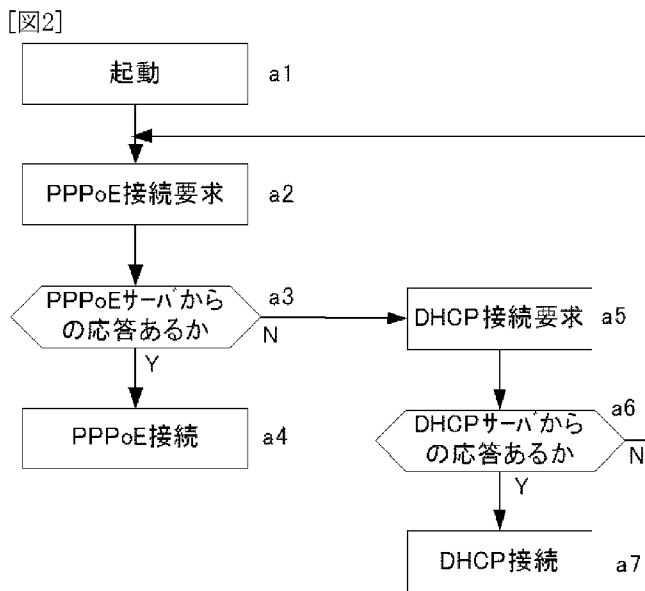 [図2]
起動
a1
PPPoE接続要求
a2
PPPoEサーバから
の応答あるか
a3
N
Y
PPPoE接続
a4
DHCP接続要求
a5
DHCPサーバから
の応答あるか
a6
N
Y
DHCP接続
a7